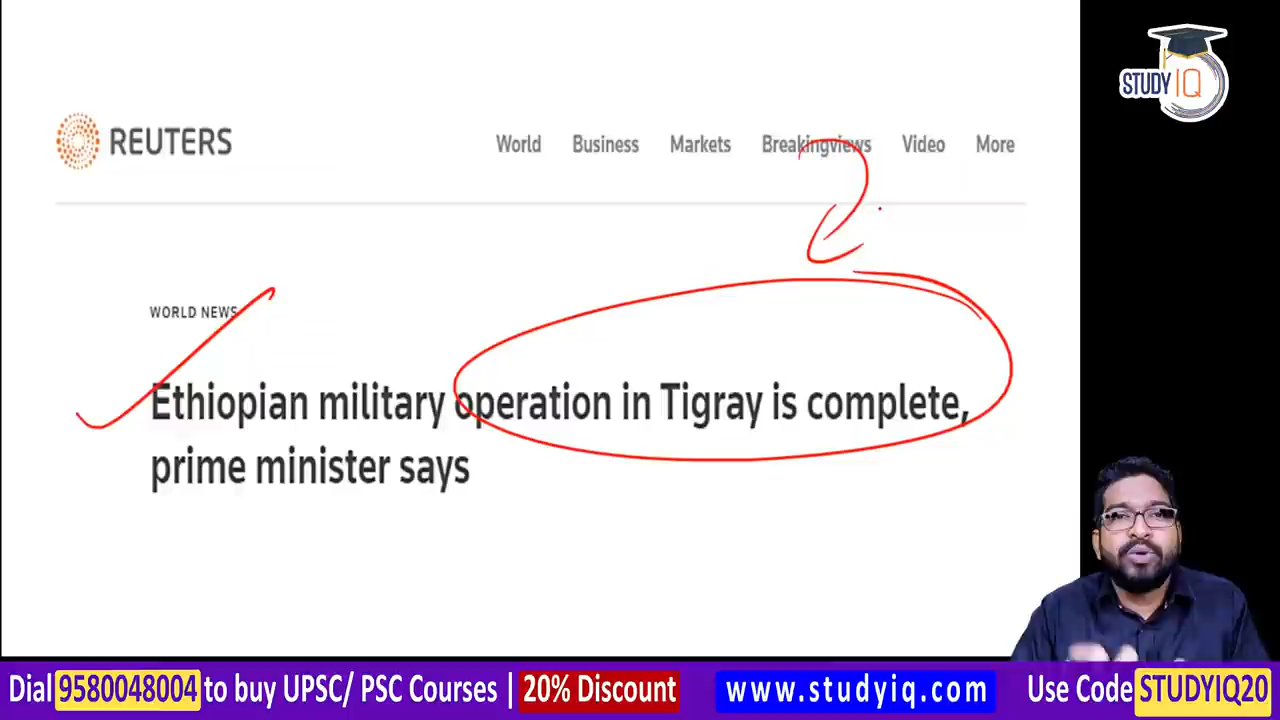 STUDY IQ
REUTERS
World Business Markets Breakingviews Video More
WORLD NEWS
Ethiopian military operation in Tigray is complete,
prime minister says
Dial 9580048004 to buy UPSC/ PSC Courses | 20% Discount www.studyiq.com Use Code STUDYIQ20